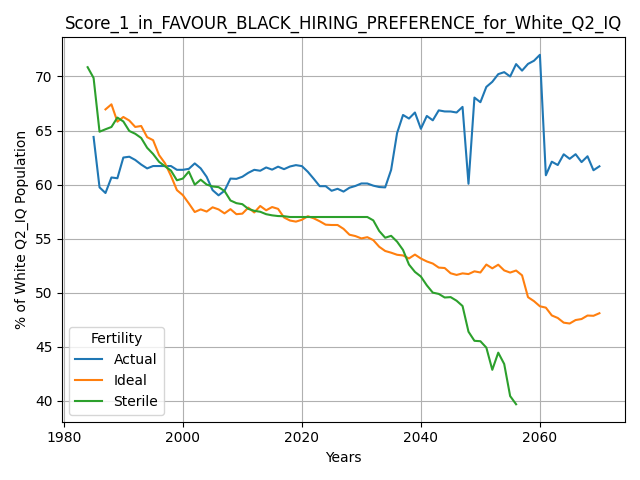 Score_1_in_FAVOUR_BLACK_HIRING_PREFERENCE_for_White_Q2_IQ
% of White Q2_IQ Population
70
65
60
55
50
45
40
Fertility
Actual
Ideal
Sterile
1980 2000 2020 2040 2060
Years